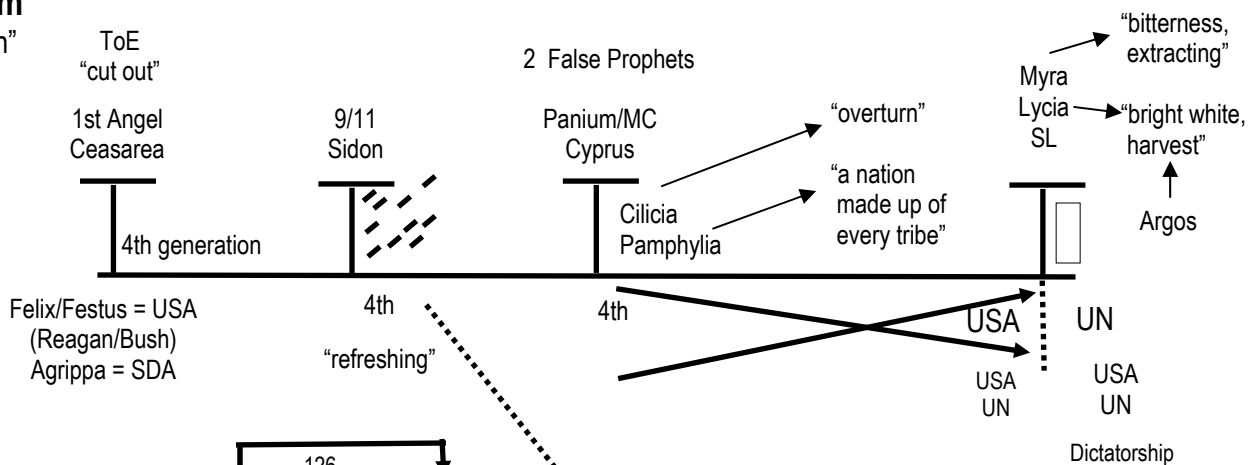 m
n”
ToE
“cut out”
1st Angel
Ceasarea
4th generation
Felix/Festus = USA
(Reagan/Bush)
Agrippa = SDA
9/11
Sidon
4th
“refreshing”
126
2 False Prophets
Panium/MC
Cyprus
Cilicia
Pamphylia
4th
“overturn”
“a nation
made up of
every tribe”
Myra
Lycia
SL
“bitterness,
extracting”
“bright white,
harvest”
Argos
USA
UN
USA
UN
USA
UN
Dictatorship